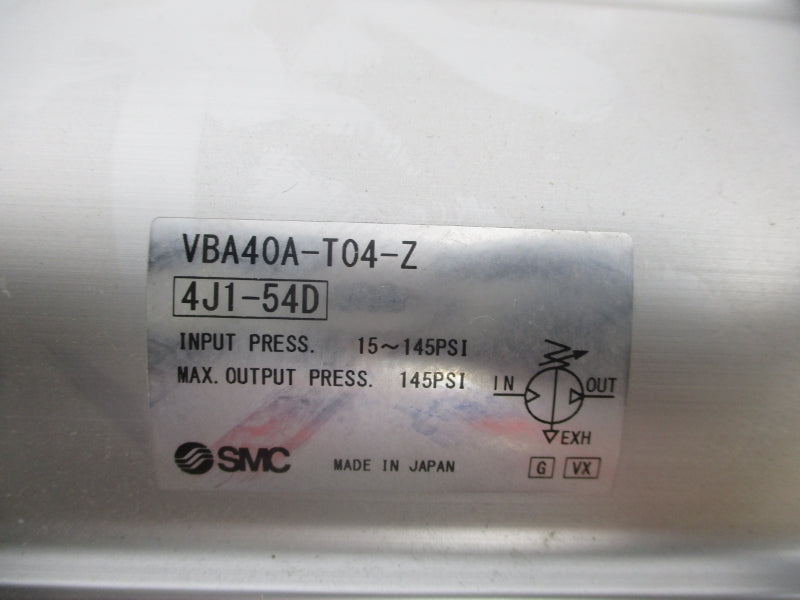 VBA40A-T04-Z
4J1-54D
INPUT PRESS. 15~145PSI
MAX. OUTPUT PRESS. 145PSI
IN OUT
EXH
SMC MADE IN JAPAN G VX